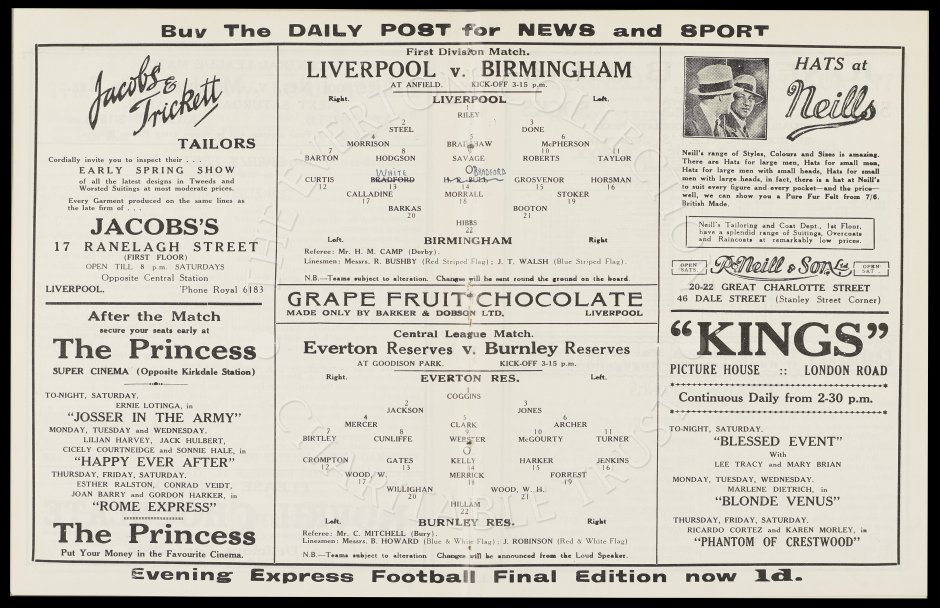 Buy The DAILY POST for NEWS and SPORT
Jacobs &
Trickett
TAILORS
Cordially invite you to inspect their . . .
EARLY SPRING SHOW
of all the latest designs in Tweeds and
Worsted Suitings at most moderate prices.
Every Garment produced on the same lines as
the late firm of . . .
JACOBS'S
17 RANELAGH STREET
(FIRST FLOOR)
OPEN TILL 8 p.m. SATURDAYS
Opposite Central Station
LIVERPOOL. 'Phone Royal 6183
After the Match
secure your seats early at
The Princess
SUPER CINEMA (Opposite Kirkdale Station)
TO-NIGHT, SATURDAY,
ERNIE LOTINGA, in
"JOSSER IN THE ARMY"
MONDAY, TUESDAY and WEDNESDAY.
LILIAN HARVEY, JACK HULBERT,
CICELY COURTNEIDGE and SONNIE HALE, in
"HAPPY EVER AFTER"
THURSDAY, FRIDAY, SATURDAY.
ESTHER RALSTON, CONRAD VEIDT,
JOAN BARRY and GORDON HARKER, in
"ROME EXPRESS"
The Princess
Put Your Money in the Favourite Cinema.
First Division Match.
LIVERPOOL v. BIRMINGHAM
AT ANFIELD. KICK-OFF 3-15 p.m.
Right. LIVERPOOL Left.
1
RILEY
2 3
STEEL DONE
4 5 6
MORRISON BRADSHAW McPHERSON
7 8 9 10 11
BARTON HODGSON SAVAGE ROBERTS TAYLOR
WHITE BRADFORD
CURTIS BRADFORD GROSVENOR HORSMAN
12 13 14 15 16
CALLADINE MORRALL STOKER
17 18 19
BARKAS BOOTON
20 21
HIBBS
22
Left. BIRMINGHAM Right
Referee: Mr. H. M. CAMP (Derby).
Linesmen: Messrs. R. BUSHBY (Red Striped Flag); J. T. WALSH (Blue Striped Flag).
N.B.—Teams subject to alteration. Changes will be sent round the ground on the board.
GRAPE FRUIT CHOCOLATE
MADE ONLY BY BARKER & DOBSON LTD. LIVERPOOL
Central League Match.
Everton Reserves v. Burnley Reserves
AT GOODISON PARK. KICK-OFF 3-15 p.m.
Right. EVERTON RES. Left.
1
COGGINS
2 3
JACKSON JONES
4 5 6
MERCER CLARK ARCHER
7 8 9 10 11
BIRTLEY CUNLIFFE WEBSTER McGOURTY TURNER
CROMPTON GATES KELLY HARKER JENKINS
12 13 14 15 16
WOOD, W. MERRICK FORREST
17 18 19
WILLIGHAN WOOD, W. H.
20 21
HILLAM
22
Left. BURNLEY RES. Right
Referee: Mr. C. MITCHELL (Bury).
Linesmen: Messrs. B. HOWARD (Blue & White Flag); J. ROBINSON (Red & White Flag)
N.B.—Teams subject to alteration Changes will be announced from the Loud Speaker.
HATS at
Neills
Neill's range of Styles, Colours and Sizes is amazing.
There are Hats for large men, Hats for small men,
Hats for large men with small heads, Hats for small
men with large heads, in fact, there is a hat at Neill's
to suit every figure and every pocket—and the price—
well, we can show you a Pure Fur Felt from 7/6.
British Made.
Neill's Tailoring and Coat Dept., 1st Floor,
have a splendid range of Suitings, Overcoats
and Raincoats at remarkably low prices.
OPEN SATS. R. Neill & Son Ltd OPEN SAT.
20-22 GREAT CHARLOTTE STREET
46 DALE STREET (Stanley Street Corner)
"KINGS"
PICTURE HOUSE :: LONDON ROAD
Continuous Daily from 2-30 p.m.
TO-NIGHT, SATURDAY.
"BLESSED EVENT"
With
LEE TRACY and MARY BRIAN
MONDAY, TUESDAY, WEDNESDAY.
MARLENE DIETRICH, in
"BLONDE VENUS"
THURSDAY, FRIDAY, SATURDAY.
RICARDO CORTEZ and KAREN MORLEY, in
"PHANTOM OF CRESTWOOD"
Evening Express Football Final Edition now 1d.
THE EVERTON COLLECTION
CHARITABLE TRUST